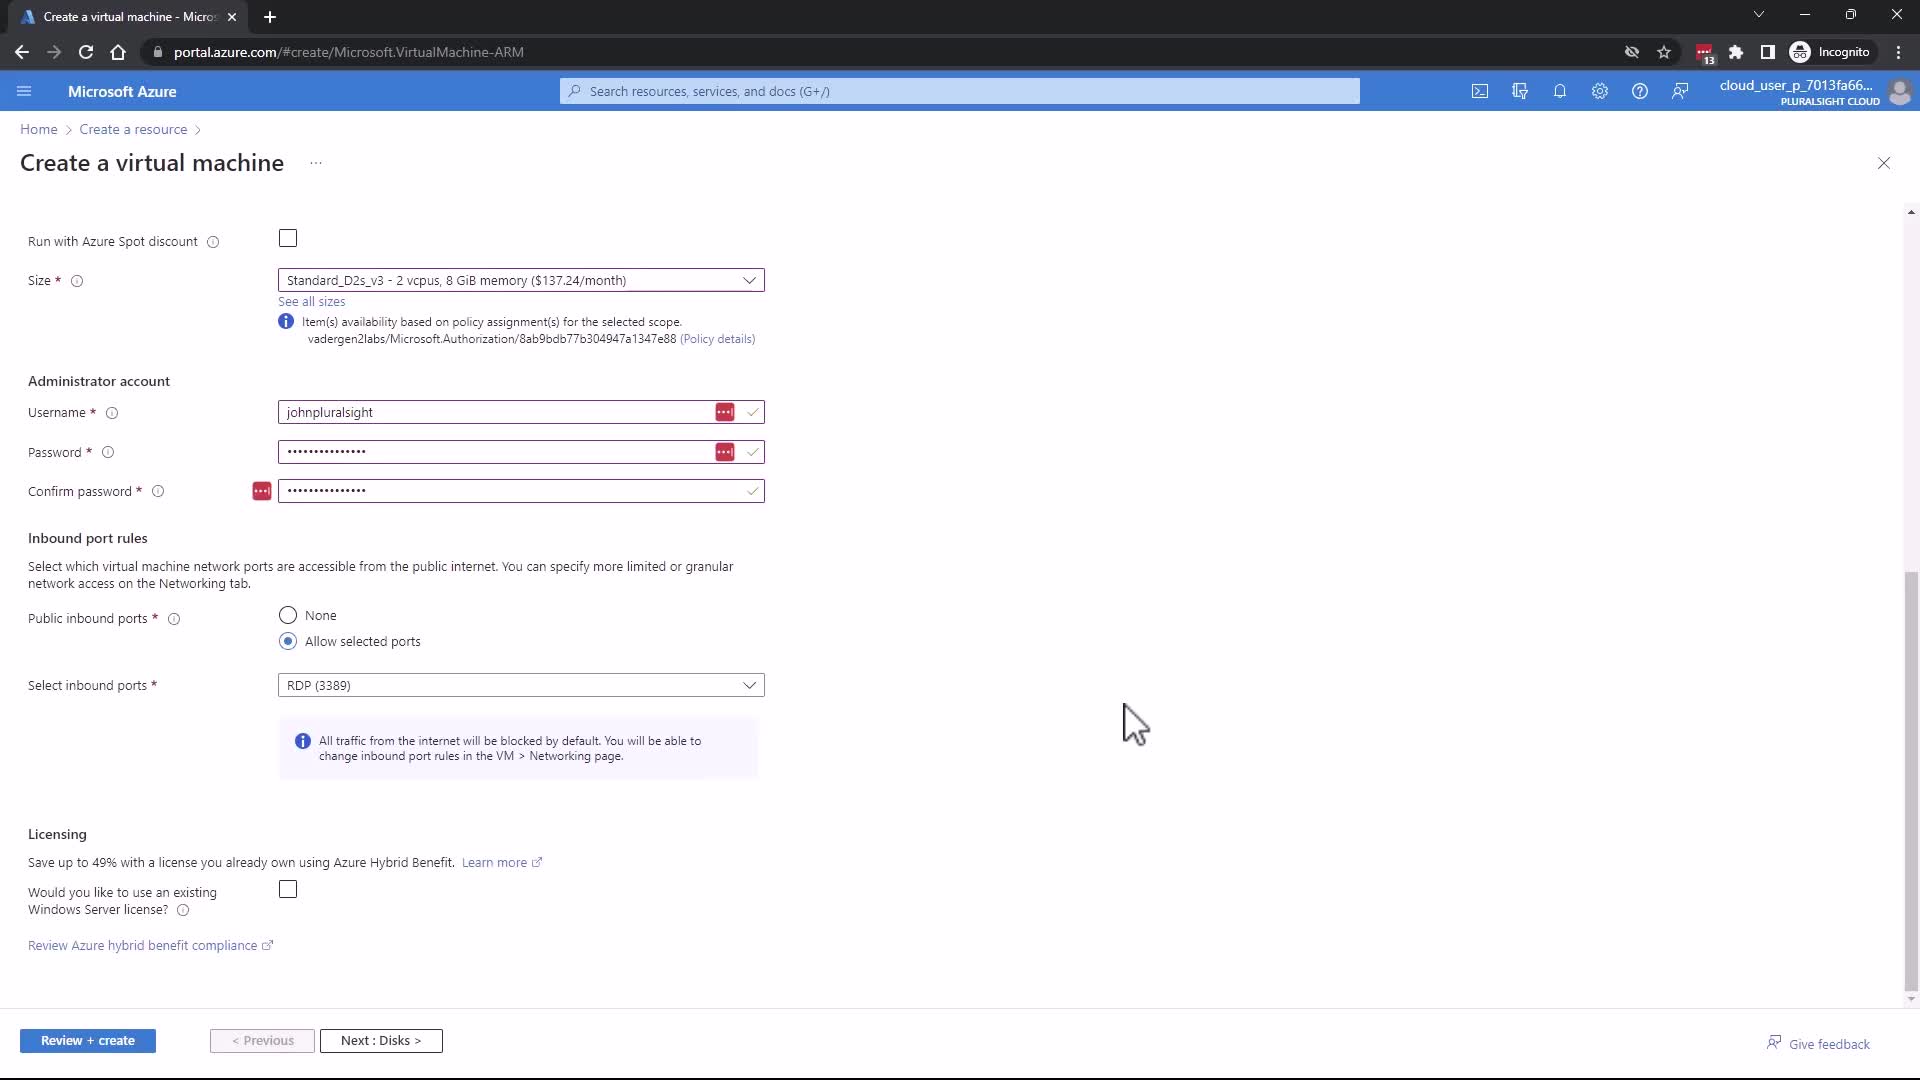 Create a virtual machine - Micros
portal.azure.com/#create/Microsoft.VirtualMachine-ARM
13
Incognito
Microsoft Azure
Search resources, services, and docs (G+/)
cloud_user_p_7013fa66...
PLURALSIGHT CLOUD
Home > Create a resource >
Create a virtual machine ...
Run with Azure Spot discount
Size *
Standard_D2s_v3 - 2 vcpus, 8 GiB memory ($137.24/month)
See all sizes
Item(s) availability based on policy assignment(s) for the selected scope.
vadergen2labs/Microsoft.Authorization/8ab9bdb77b304947a1347e88 (Policy details)
Administrator account
Username *
johnpluralsight
Password *
•••••••••••••••
Confirm password *
•••••••••••••••
Inbound port rules
Select which virtual machine network ports are accessible from the public internet. You can specify more limited or granular
network access on the Networking tab.
Public inbound ports *
None
Allow selected ports
Select inbound ports *
RDP (3389)
All traffic from the internet will be blocked by default. You will be able to
change inbound port rules in the VM > Networking page.
Licensing
Save up to 49% with a license you already own using Azure Hybrid Benefit. Learn more
Would you like to use an existing
Windows Server license?
Review Azure hybrid benefit compliance
Review + create
< Previous
Next : Disks >
Give feedback